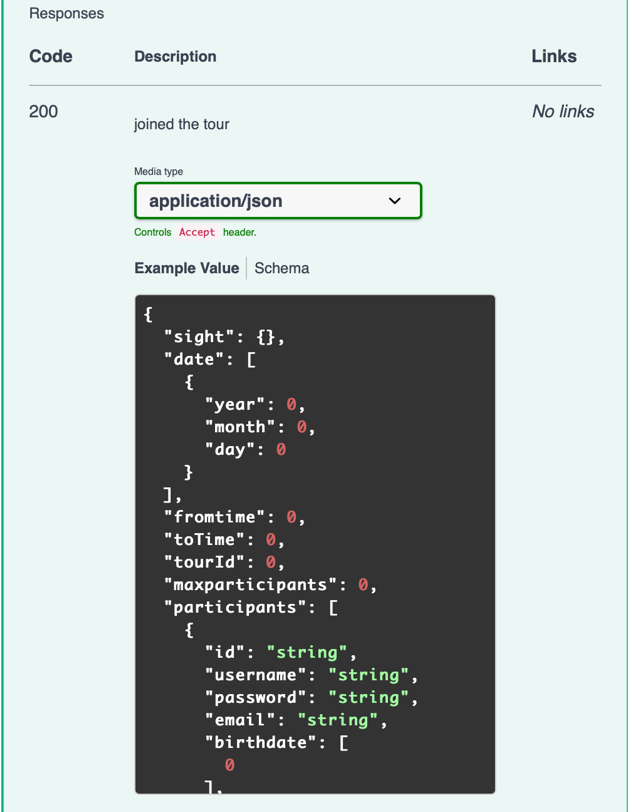 Responses
Code Description Links
200 joined the tour No links
Media type
application/json
Controls Accept header.
Example Value Schema
{
"sight": {},
"date": [
{
"year": 0,
"month": 0,
"day": 0
}
],
"fromtime": 0,
"toTime": 0,
"tourId": 0,
"maxparticipants": 0,
"participants": [
{
"id": "string",
"username": "string",
"password": "string",
"email": "string",
"birthdate": [
0
],